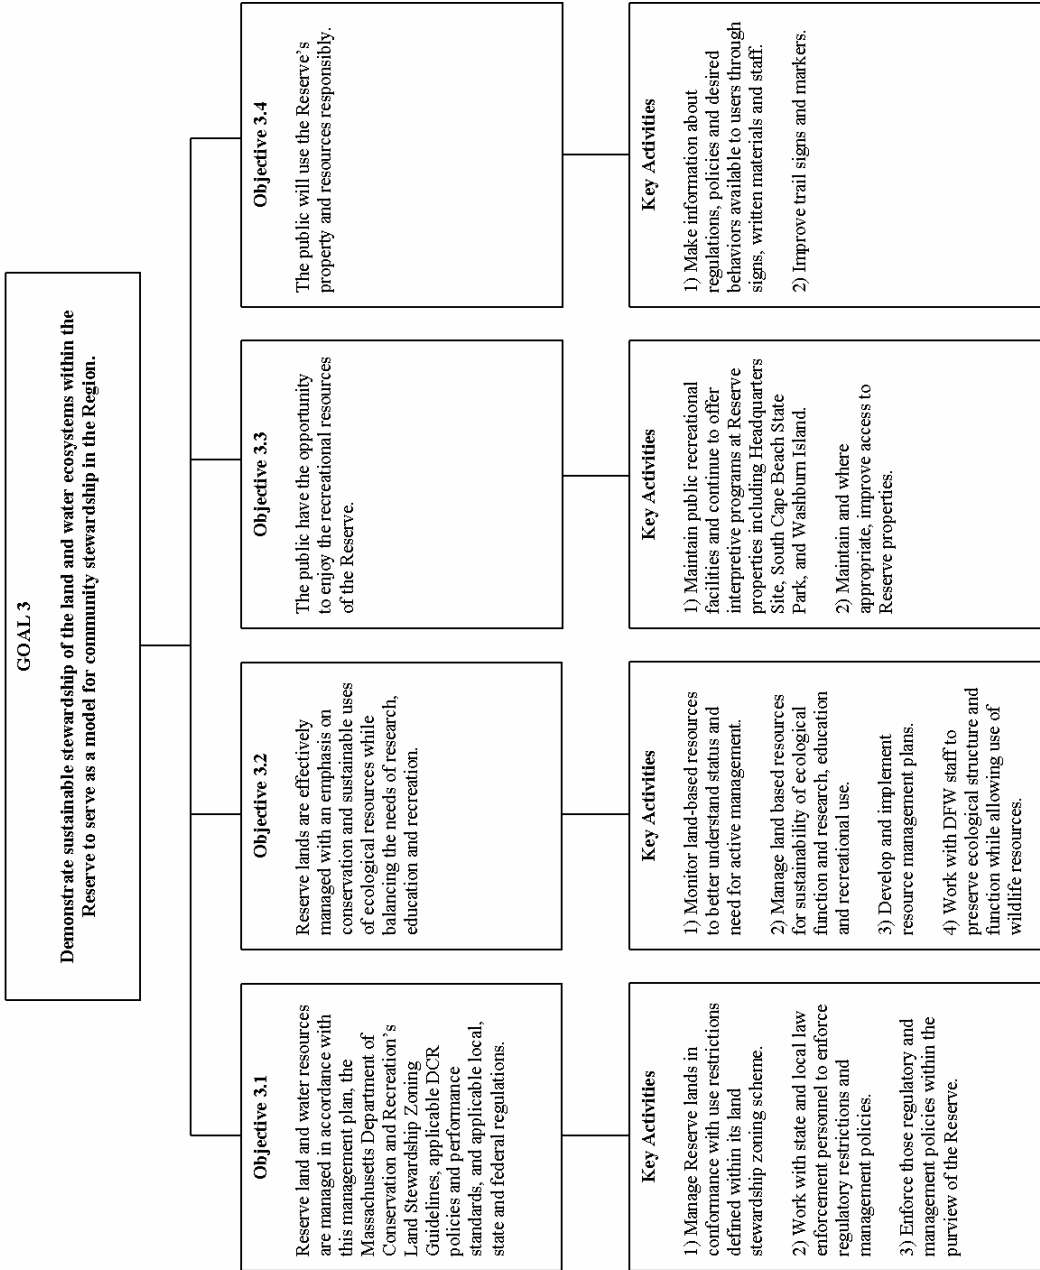 GOAL 3
Demonstrate sustainable stewardship of the land and water ecosystems within the
Reserve to serve as a model for community stewardship in the Region.
Objective 3.1
Reserve land and water resources
are managed in accordance with
this management plan, the
Massachusetts Department of
Conservation and Recreation's
Land Stewardship Zoning
Guidelines, applicable DCR
policies and performance
standards, and applicable local,
state and federal regulations.
Objective 3.2
Reserve lands are effectively
managed with an emphasis on
conservation and sustainable uses
of ecological resources while
balancing the needs of research,
education and recreation.
Objective 3.3
The public have the opportunity
to enjoy the recreational resources
of the Reserve.
Objective 3.4
The public will use the Reserve's
property and resources responsibly.
Key Activities
1) Manage Reserve lands in
conformance with use restrictions
defined within its land
stewardship zoning scheme.
2) Work with state and local law
enforcement personnel to enforce
regulatory restrictions and
management policies.
3) Enforce those regulatory and
management policies within the
purview of the Reserve.
Key Activities
1) Monitor land-based resources
to better understand status and
need for active management.
2) Manage land based resources
for sustainability of ecological
function and research, education
and recreational use.
3) Develop and implement
resource management plans.
4) Work with DFW staff to
preserve ecological structure and
function while allowing use of
wildlife resources.
Key Activities
1) Maintain public recreational
facilities and continue to offer
interpretive programs at Reserve
properties including Headquarters
Site, South Cape Beach State
Park, and Washburn Island.
2) Maintain and where
appropriate, improve access to
Reserve properties.
Key Activities
1) Make information about
regulations, policies and desired
behaviors available to users through
signs, written materials and staff.
2) Improve trail signs and markers.